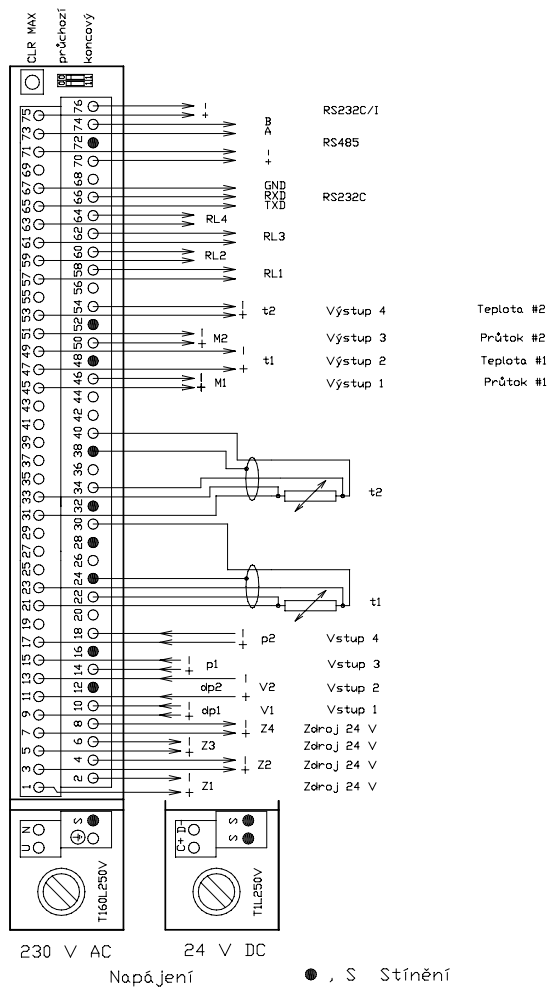 CLR MAX
průchozí
koncový
75 76 - + RS232C/I
73 74 B A
71 72 RS485
69 70 - +
67 68 GND
65 66 RXD RS232C
TXD
63 64 RL4
61 62 RL3
59 60 RL2
57 58 RL1
55 56
53 54 - + t2 Výstup 4 Teplota #2
51 52
49 50 - + M2 Výstup 3 Průtok #2
47 48 - + t1 Výstup 2 Teplota #1
45 46 - + M1 Výstup 1 Průtok #1
43 44
41 42
39 40
37 38
35 36
33 34 t2
31 32
29 30
27 28
25 26
23 24
21 22 t1
19 20
17 18 - + p2 Vstup 4
15 16
13 14 - + p1 Vstup 3
11 12 - + dp2 V2 Vstup 2
9 10 - + dp1 V1 Vstup 1
7 8 - + Z4 Zdroj 24 V
5 6 - + Z3 Zdroj 24 V
3 4 - + Z2 Zdroj 24 V
1 2 - + Z1 Zdroj 24 V
U N S
T160L250V
C+ D- S S
T1L250V
230 V AC
24 V DC
Napájení
, S Stínění